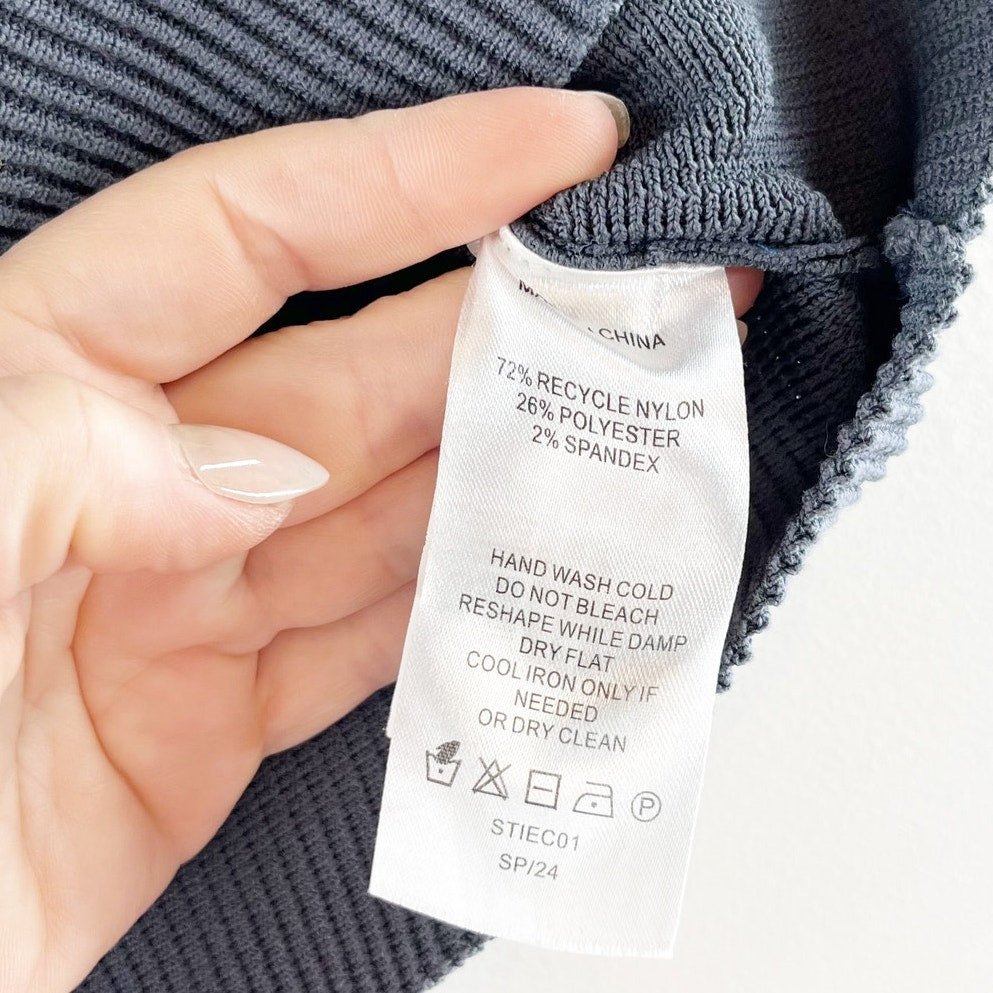 CHINA
72% RECYCLE NYLON
26% POLYESTER
2% SPANDEX
HAND WASH COLD
DO NOT BLEACH
RESHAPE WHILE DAMP
DRY FLAT
COOL IRON ONLY IF
NEEDED
OR DRY CLEAN
P
STIEC01
SP/24